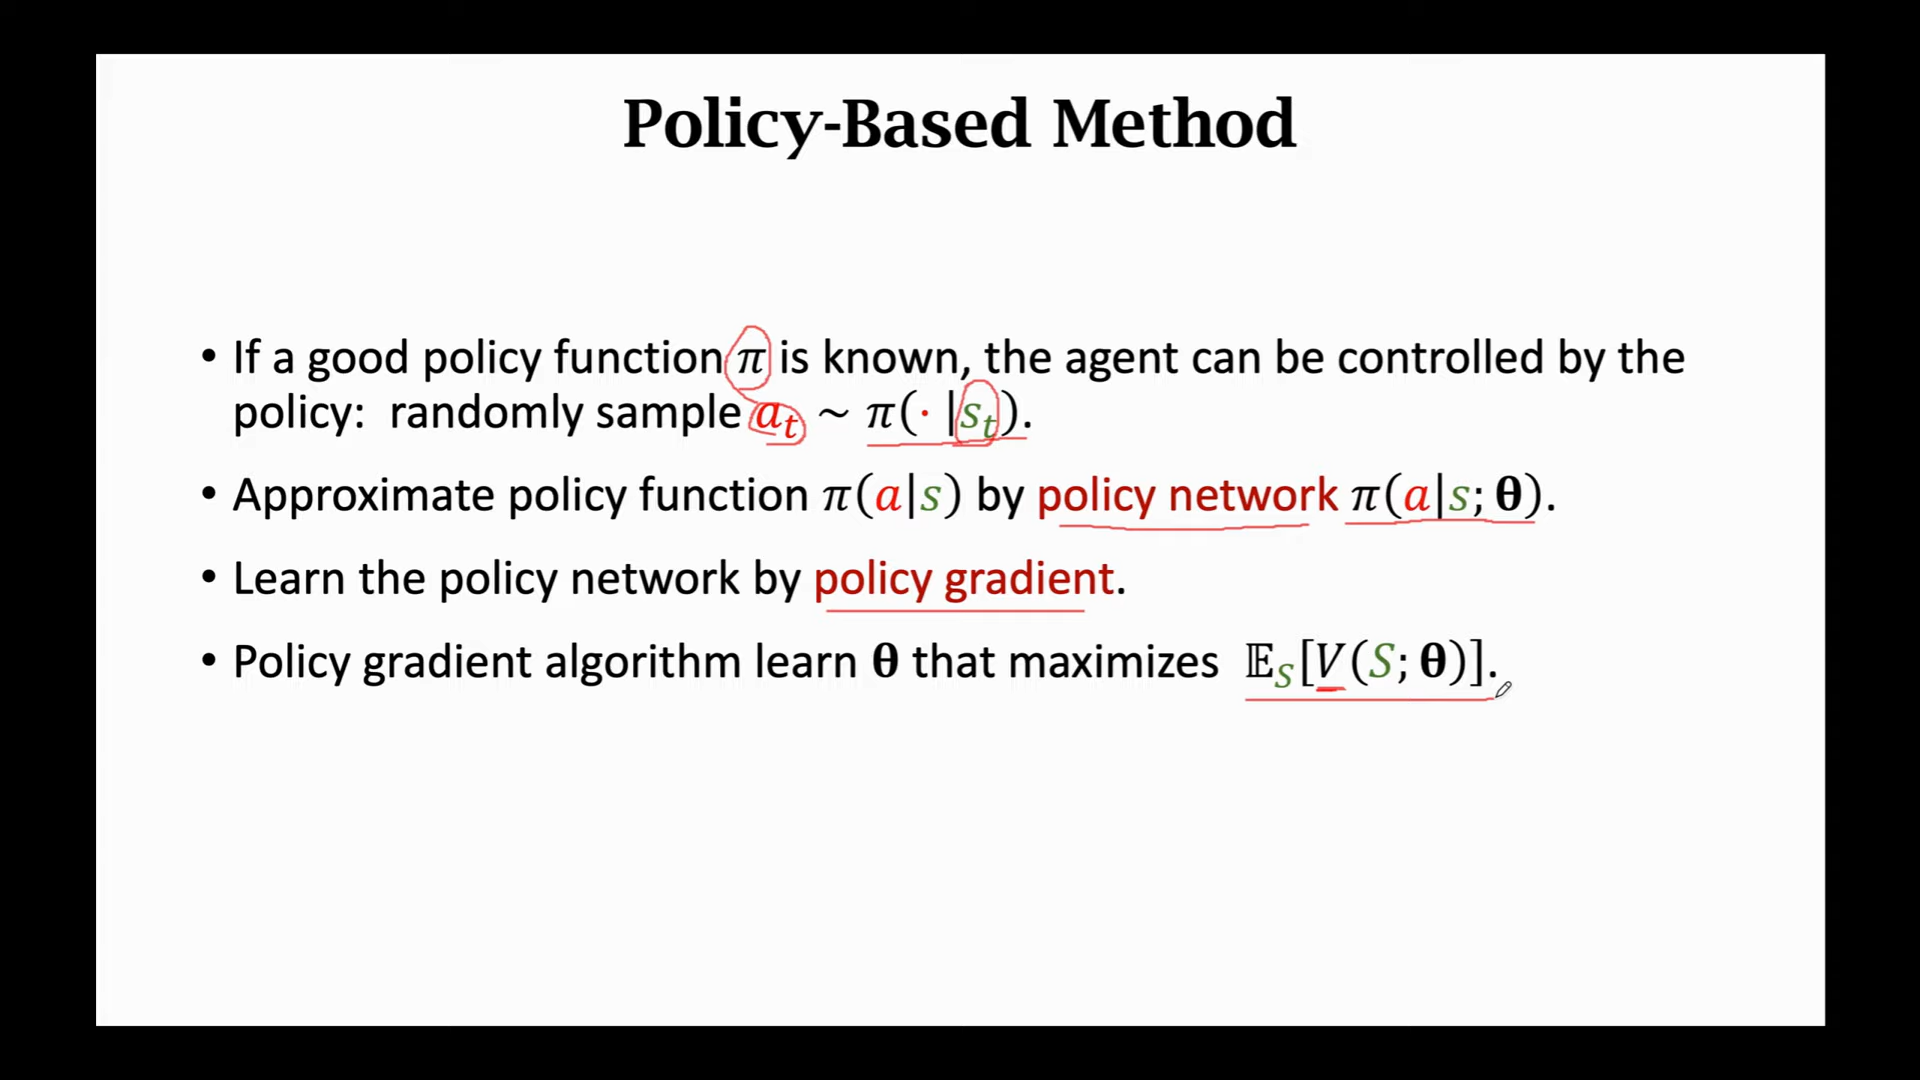 Policy-Based Method
• If a good policy function π is known, the agent can be controlled by the
policy: randomly sample a_t ~ π(· | s_t).
• Approximate policy function π(a|s) by policy network π(a|s; θ).
• Learn the policy network by policy gradient.
• Policy gradient algorithm learn θ that maximizes 𝔼_S[V(S; θ)].